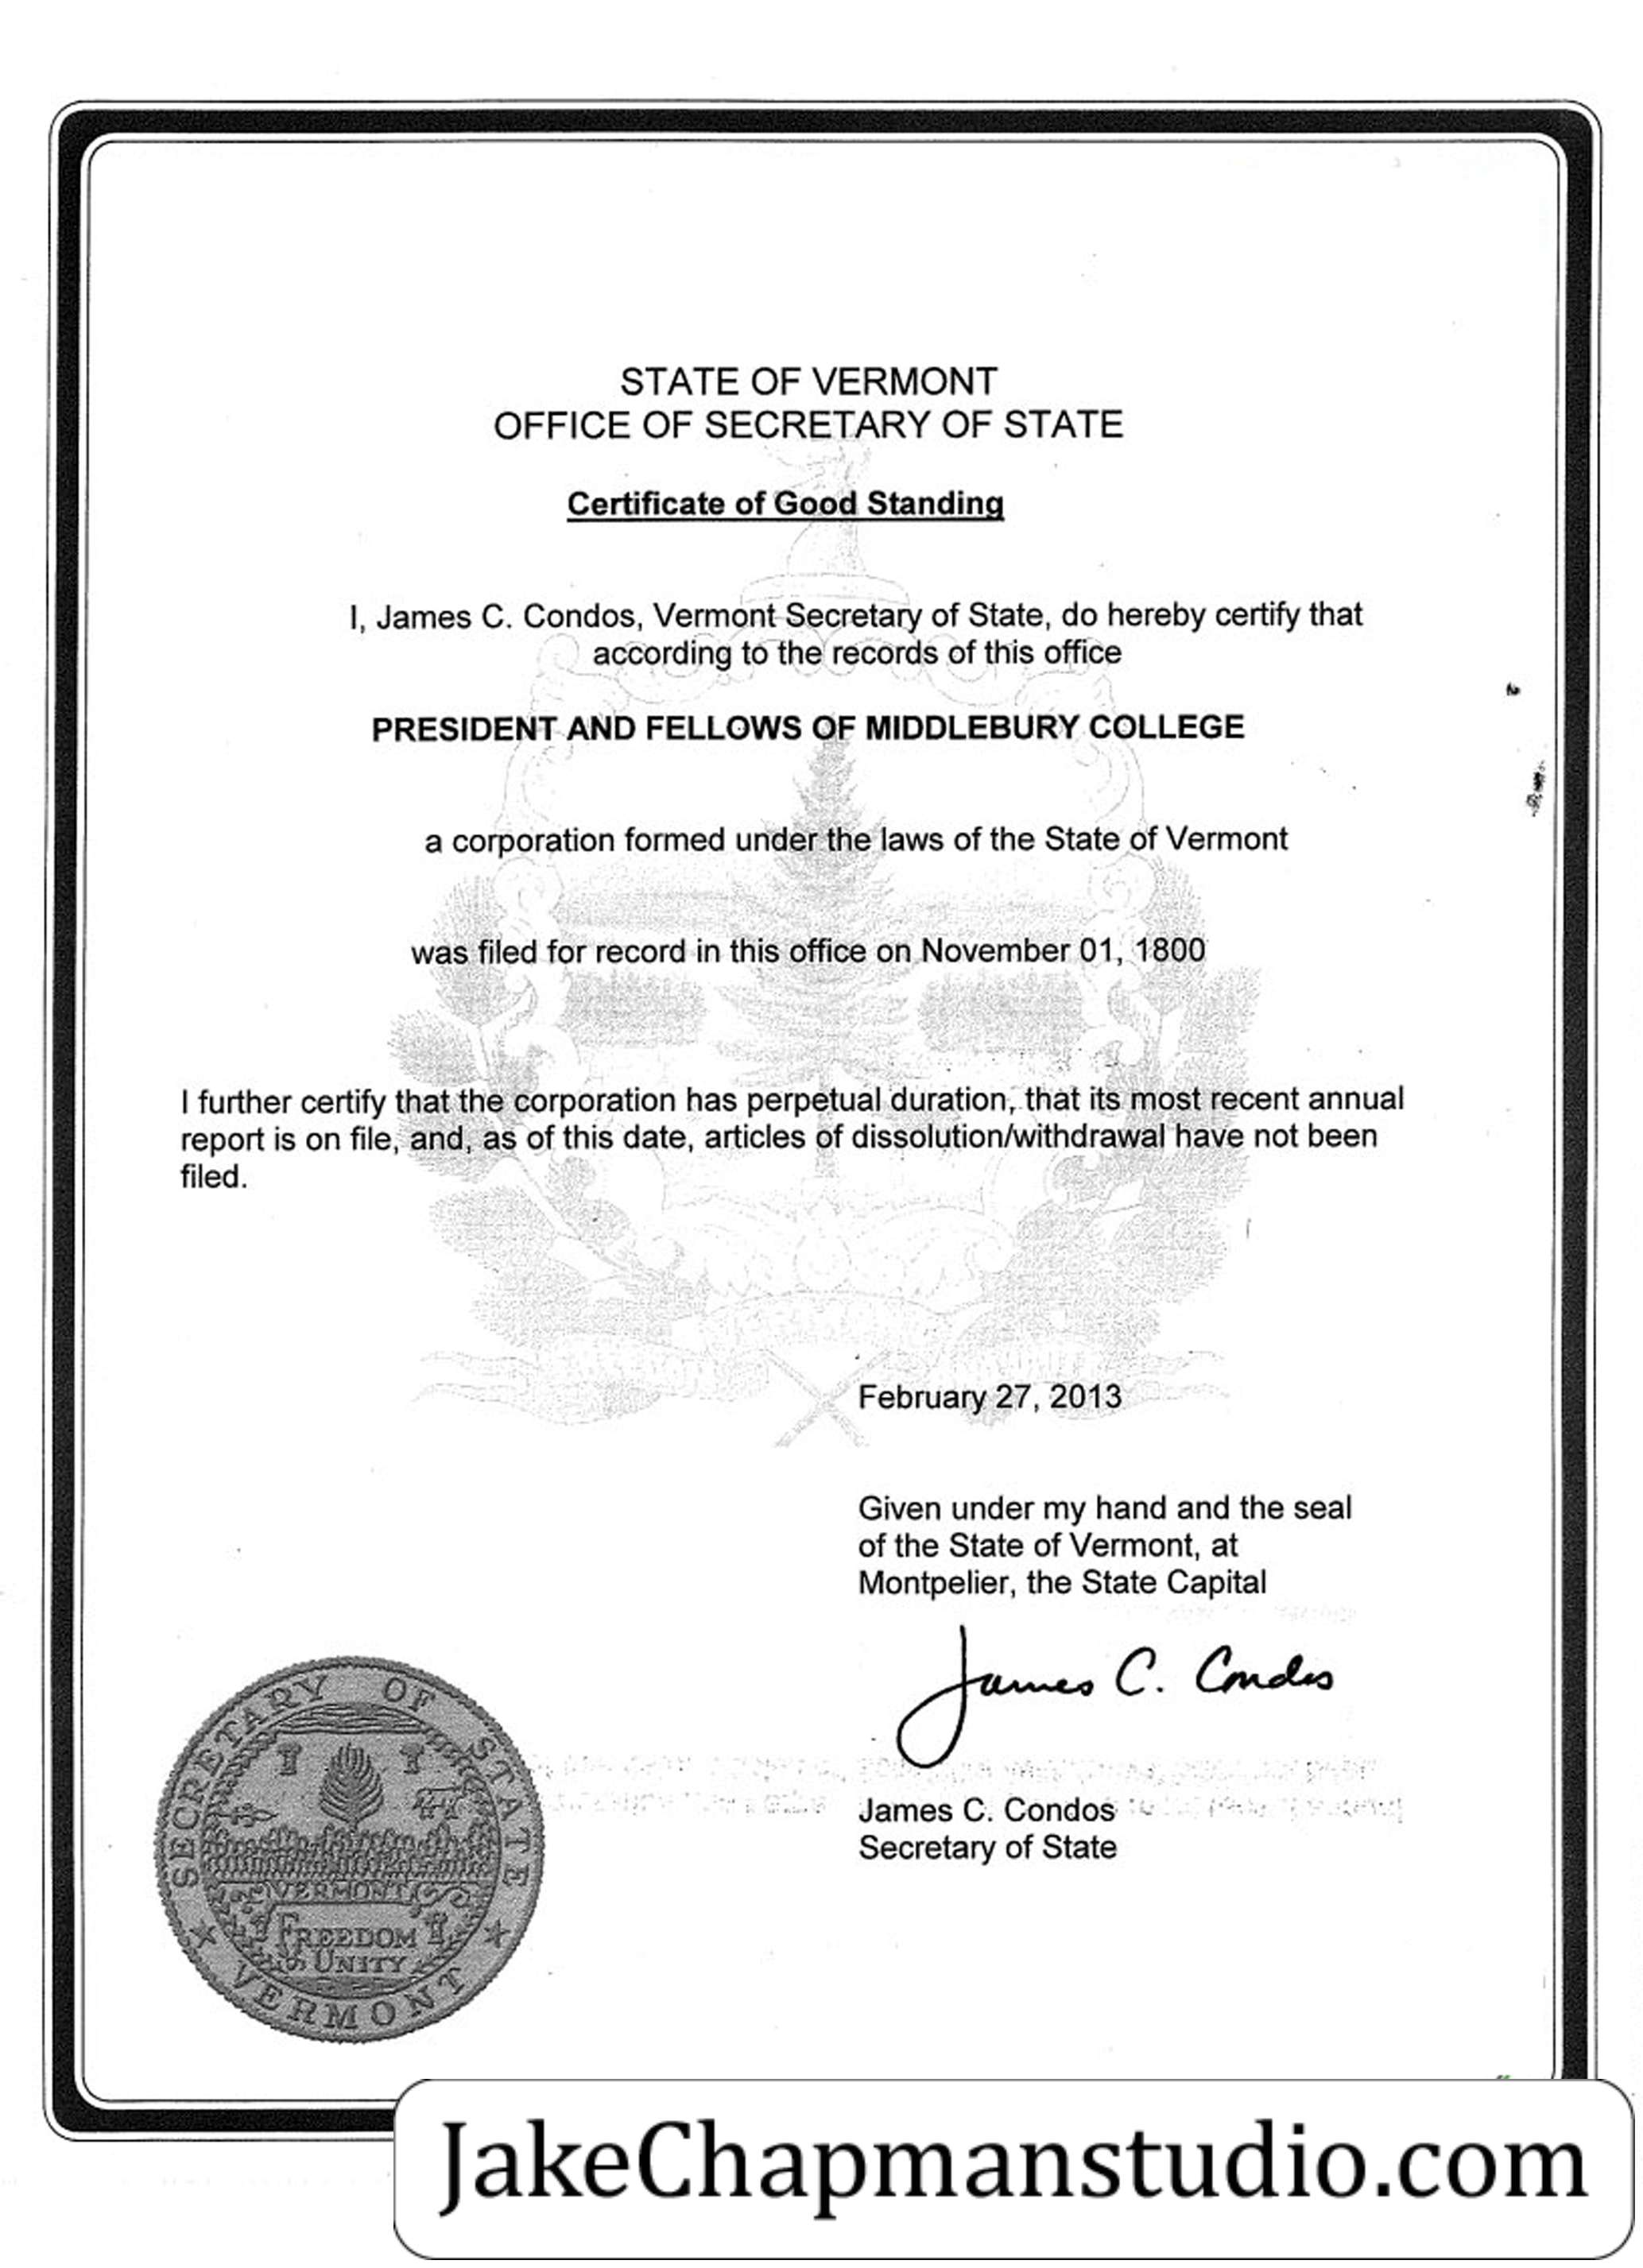 STATE OF VERMONT
OFFICE OF SECRETARY OF STATE
Certificate of Good Standing
I, James C. Condos, Vermont Secretary of State, do hereby certify that
according to the records of this office
PRESIDENT AND FELLOWS OF MIDDLEBURY COLLEGE
a corporation formed under the laws of the State of Vermont
was filed for record in this office on November 01, 1800
I further certify that the corporation has perpetual duration, that its most recent annual
report is on file, and, as of this date, articles of dissolution/withdrawal have not been
filed.
February 27, 2013
Given under my hand and the seal
of the State of Vermont, at
Montpelier, the State Capital
James C. Condos
James C. Condos
Secretary of State
SECRETARY OF STATE
VERMONT
FREEDOM
& UNITY
VERMONT
JakeChapmanstudio.com